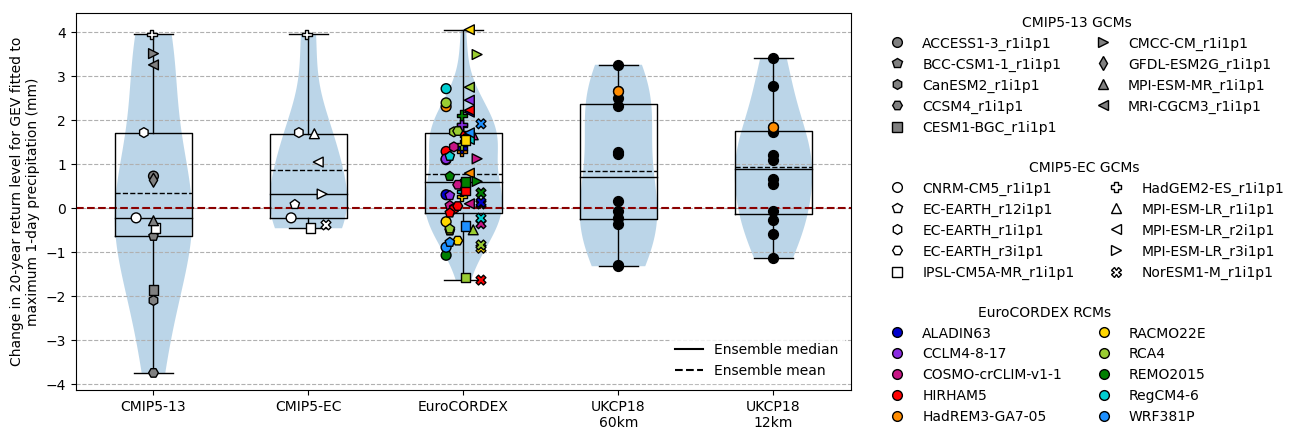 Change in 20-year return level for GEV fitted to
maximum 1-day precipitation (mm)
4
3
2
1
0
−1
−2
−3
−4
CMIP5-13
CMIP5-EC
EuroCORDEX
UKCP18
60km
UKCP18
12km
Ensemble median
Ensemble mean
CMIP5-13 GCMs
ACCESS1-3_r1i1p1
BCC-CSM1-1_r1i1p1
CanESM2_r1i1p1
CCSM4_r1i1p1
CESM1-BGC_r1i1p1
CMCC-CM_r1i1p1
GFDL-ESM2G_r1i1p1
MPI-ESM-MR_r1i1p1
MRI-CGCM3_r1i1p1
CMIP5-EC GCMs
CNRM-CM5_r1i1p1
EC-EARTH_r12i1p1
EC-EARTH_r1i1p1
EC-EARTH_r3i1p1
IPSL-CM5A-MR_r1i1p1
HadGEM2-ES_r1i1p1
MPI-ESM-LR_r1i1p1
MPI-ESM-LR_r2i1p1
MPI-ESM-LR_r3i1p1
NorESM1-M_r1i1p1
EuroCORDEX RCMs
ALADIN63
CCLM4-8-17
COSMO-crCLIM-v1-1
HIRHAM5
HadREM3-GA7-05
RACMO22E
RCA4
REMO2015
RegCM4-6
WRF381P